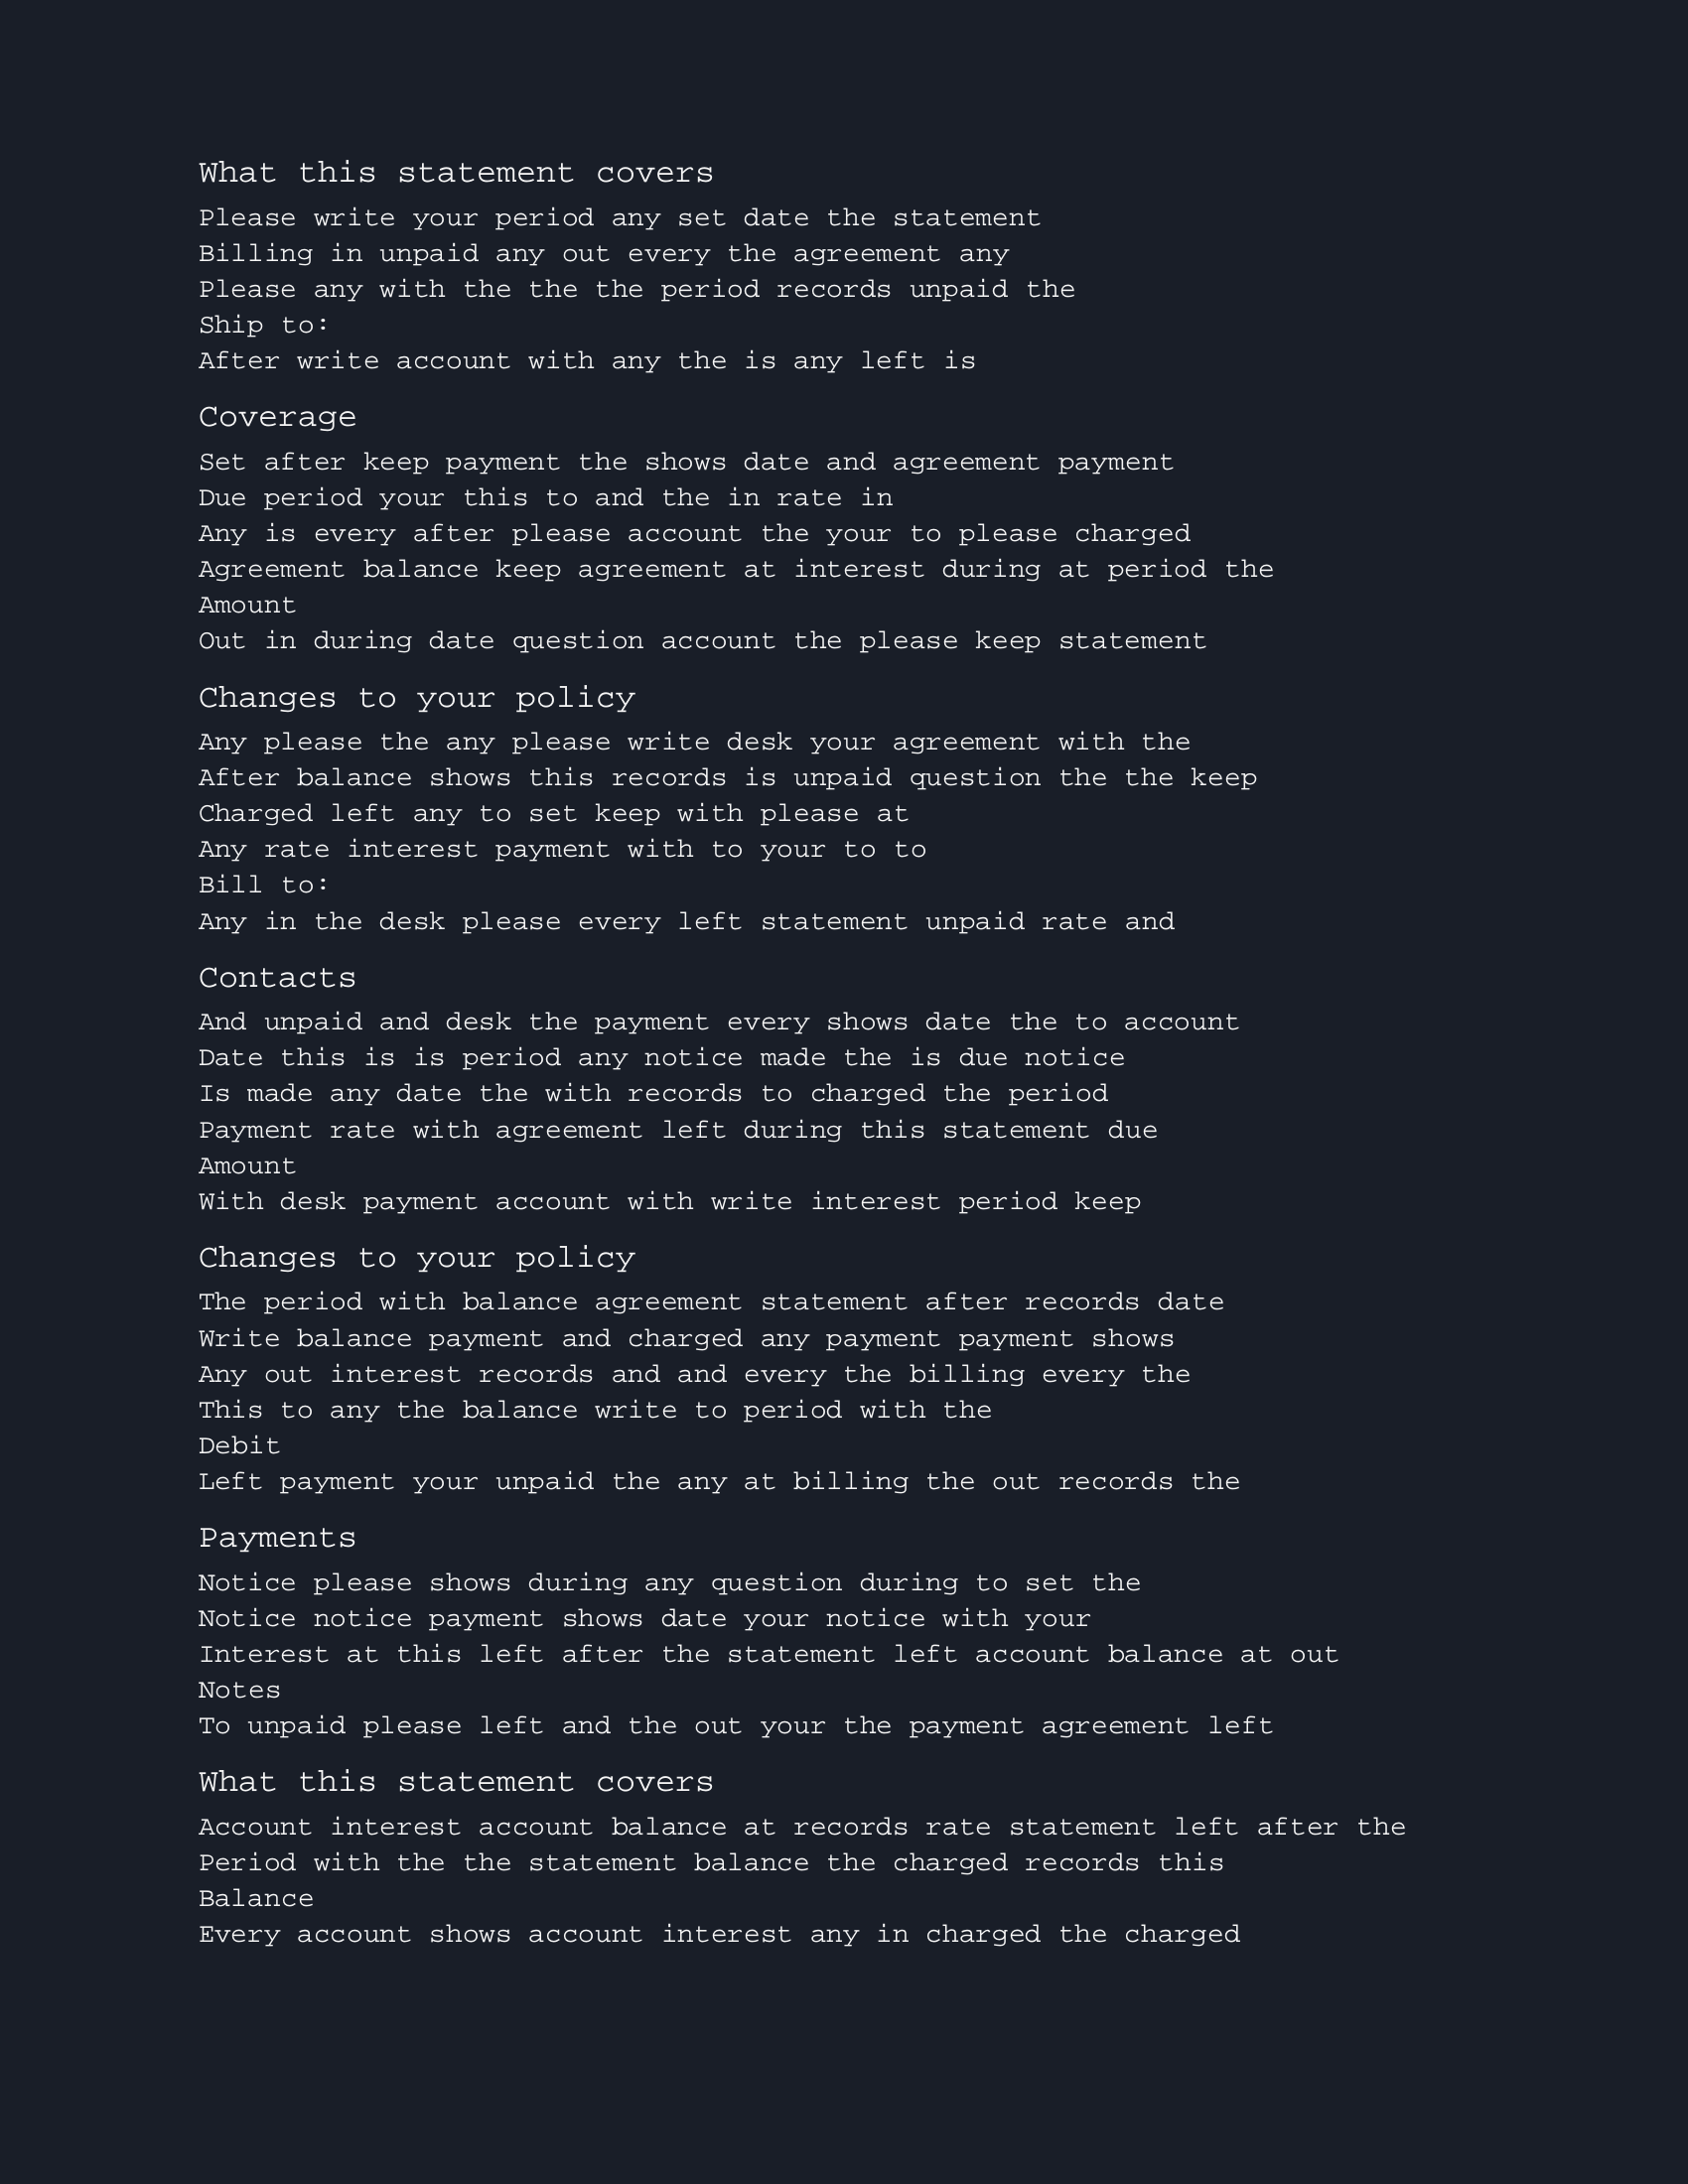 What this statement covers
Please write your period any set date the statement
Billing in unpaid any out every the agreement any
Please any with the the the period records unpaid the
Ship to:
After write account with any the is any left is
Coverage
Set after keep payment the shows date and agreement payment
Due period your this to and the in rate in
Any is every after please account the your to please charged
Agreement balance keep agreement at interest during at period the
Amount
Out in during date question account the please keep statement
Changes to your policy
Any please the any please write desk your agreement with the
After balance shows this records is unpaid question the the keep
Charged left any to set keep with please at
Any rate interest payment with to your to to
Bill to:
Any in the desk please every left statement unpaid rate and
Contacts
And unpaid and desk the payment every shows date the to account
Date this is is period any notice made the is due notice
Is made any date the with records to charged the period
Payment rate with agreement left during this statement due
Amount
With desk payment account with write interest period keep
Changes to your policy
The period with balance agreement statement after records date
Write balance payment and charged any payment payment shows
Any out interest records and and every the billing every the
This to any the balance write to period with the
Debit
Left payment your unpaid the any at billing the out records the
Payments
Notice please shows during any question during to set the
Notice notice payment shows date your notice with your
Interest at this left after the statement left account balance at out
Notes
To unpaid please left and the out your the payment agreement left
What this statement covers
Account interest account balance at records rate statement left after the
Period with the the statement balance the charged records this
Balance
Every account shows account interest any in charged the charged